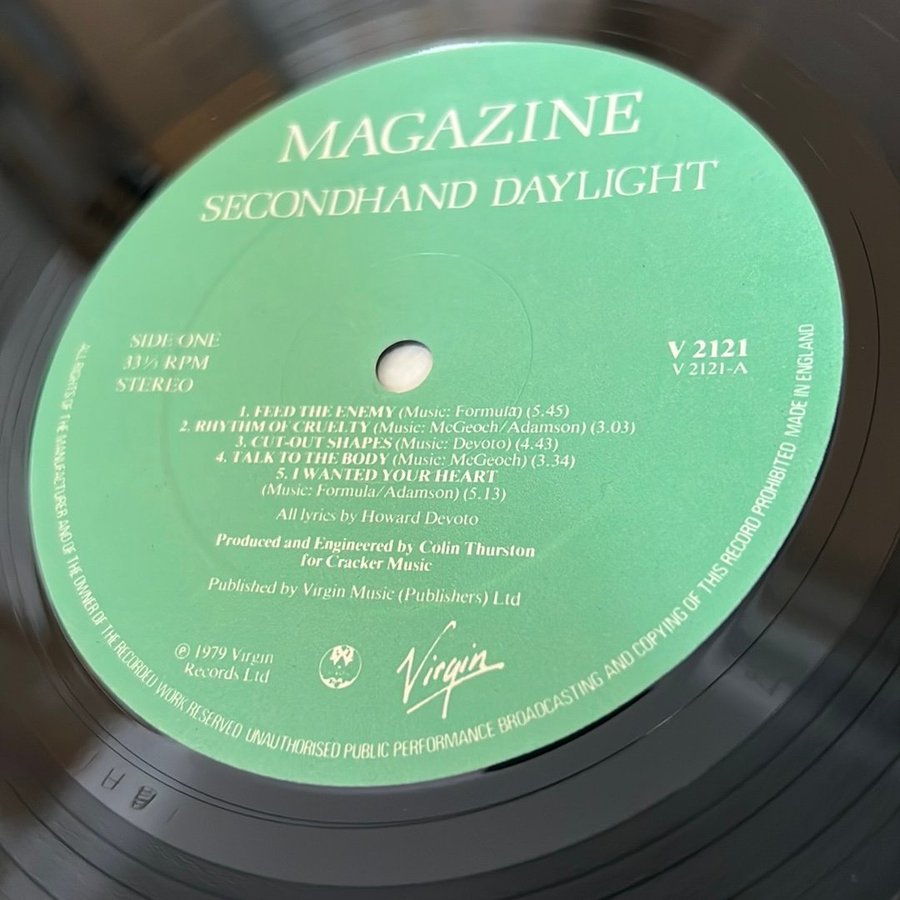 MAGAZINE
SECONDHAND DAYLIGHT
SIDE ONE
33⅓ RPM
STEREO
V 2121
V 2121-A
1. FEED THE ENEMY (Music: Formula) (5.45)
2. RHYTHM OF CRUELTY (Music: McGeoch/Adamson) (3.03)
3. CUT-OUT SHAPES (Music: Devoto) (4.43)
4. TALK TO THE BODY (Music: McGeoch) (3.34)
5. I WANTED YOUR HEART
(Music: Formula/Adamson) (5.13)
All lyrics by Howard Devoto
Produced and Engineered by Colin Thurston
for Cracker Music
Published by Virgin Music (Publishers) Ltd
℗ 1979 Virgin
Records Ltd
Virgin
ALL RIGHTS OF THE MANUFACTURER AND OF THE OWNER OF THE RECORDED WORK RESERVED UNAUTHORISED PUBLIC PERFORMANCE BROADCASTING AND COPYING OF THIS RECORD PROHIBITED MADE IN ENGLAND